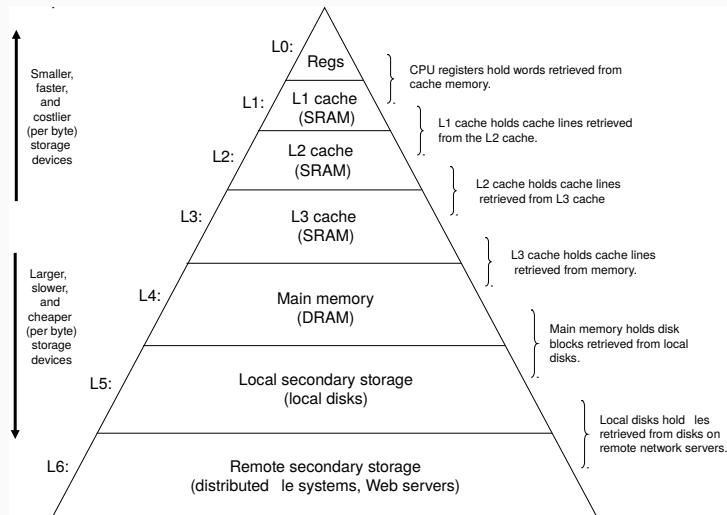 L0:
Regs
CPU registers hold words retrieved from
cache memory.
Smaller,
faster,
and
costlier
(per byte)
storage
devices
L1:
L1 cache
(SRAM)
L1 cache holds cache lines retrieved
from the L2 cache.
L2:
L2 cache
(SRAM)
L2 cache holds cache lines
retrieved from L3 cache
L3:
L3 cache
(SRAM)
L3 cache holds cache lines
retrieved from memory.
Larger,
slower,
and
cheaper
(per byte)
storage
devices
L4:
Main memory
(DRAM)
Main memory holds disk
blocks retrieved from local
disks.
L5:
Local secondary storage
(local disks)
Local disks hold les
retrieved from disks on
remote network servers.
L6:
Remote secondary storage
(distributed le systems, Web servers)